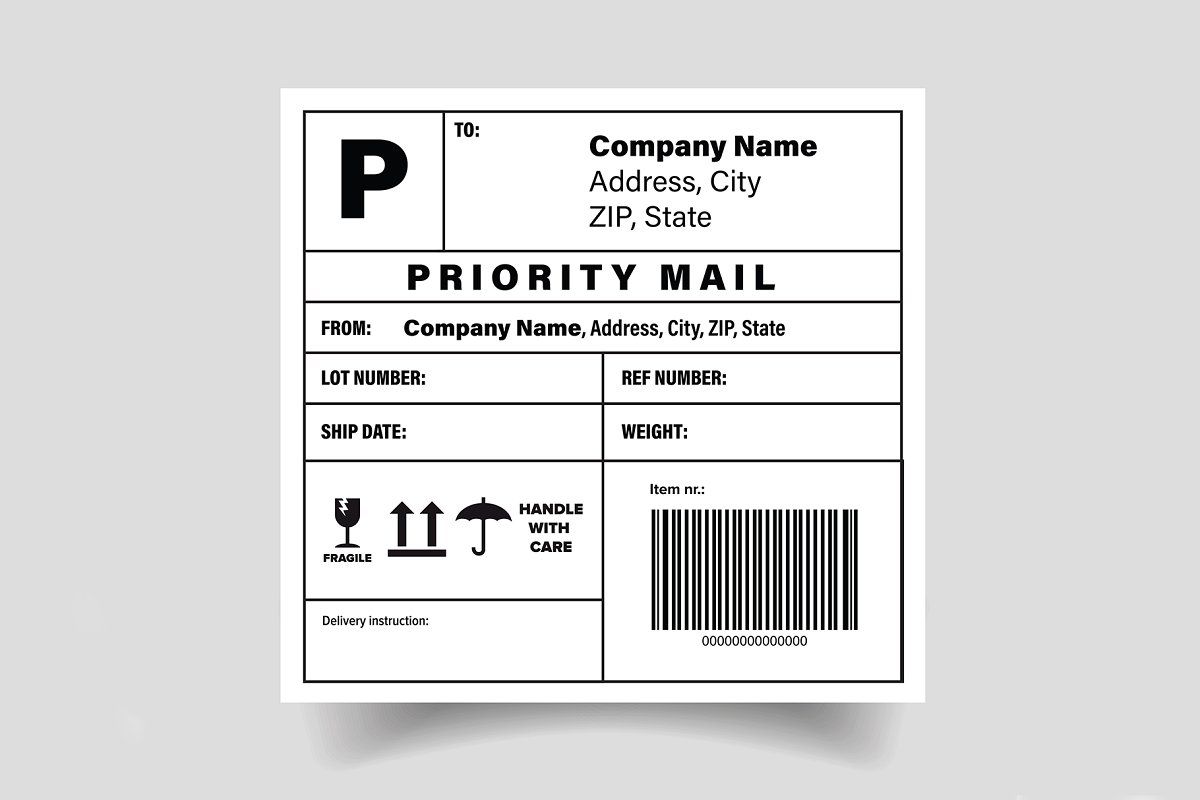 P
TO:
Company Name
Address, City
ZIP, State
PRIORITY MAIL
FROM: Company Name, Address, City, ZIP, State
LOT NUMBER: REF NUMBER:
SHIP DATE: WEIGHT:
FRAGILE
HANDLE
WITH
CARE
Delivery instruction:
Item nr.:
00000000000000